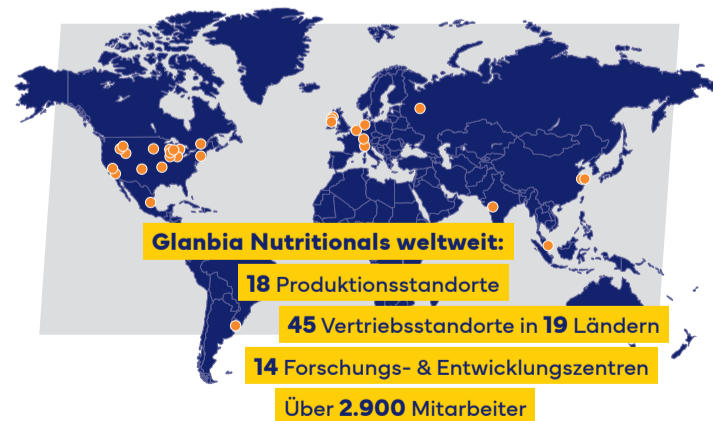 Glanbia Nutritionals weltweit:
18 Produktionsstandorte
45 Vertriebsstandorte in 19 Ländern
14 Forschungs- & Entwicklungszentren
Über 2.900 Mitarbeiter